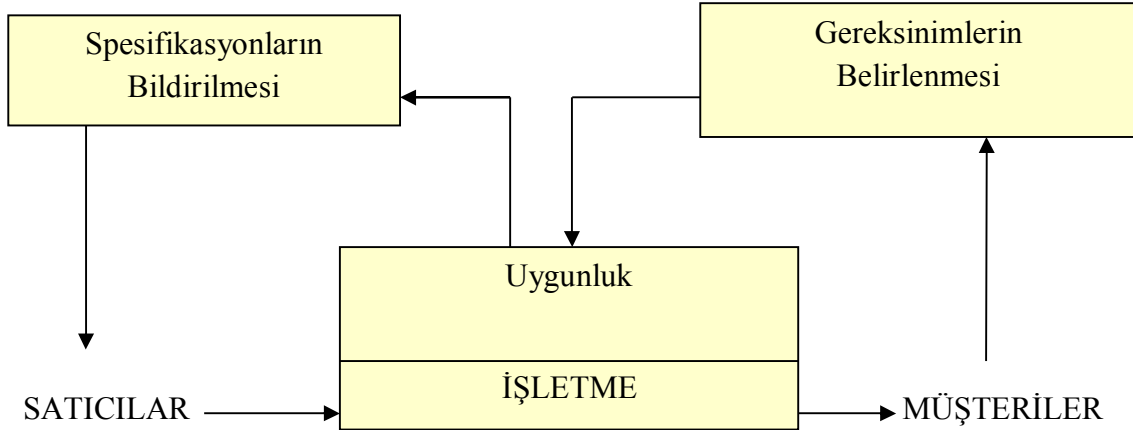 Spesifikasyonların
Bildirilmesi
Gereksinimlerin
Belirlenmesi
Uygunluk
İŞLETME
SATICILAR
MÜŞTERİLER